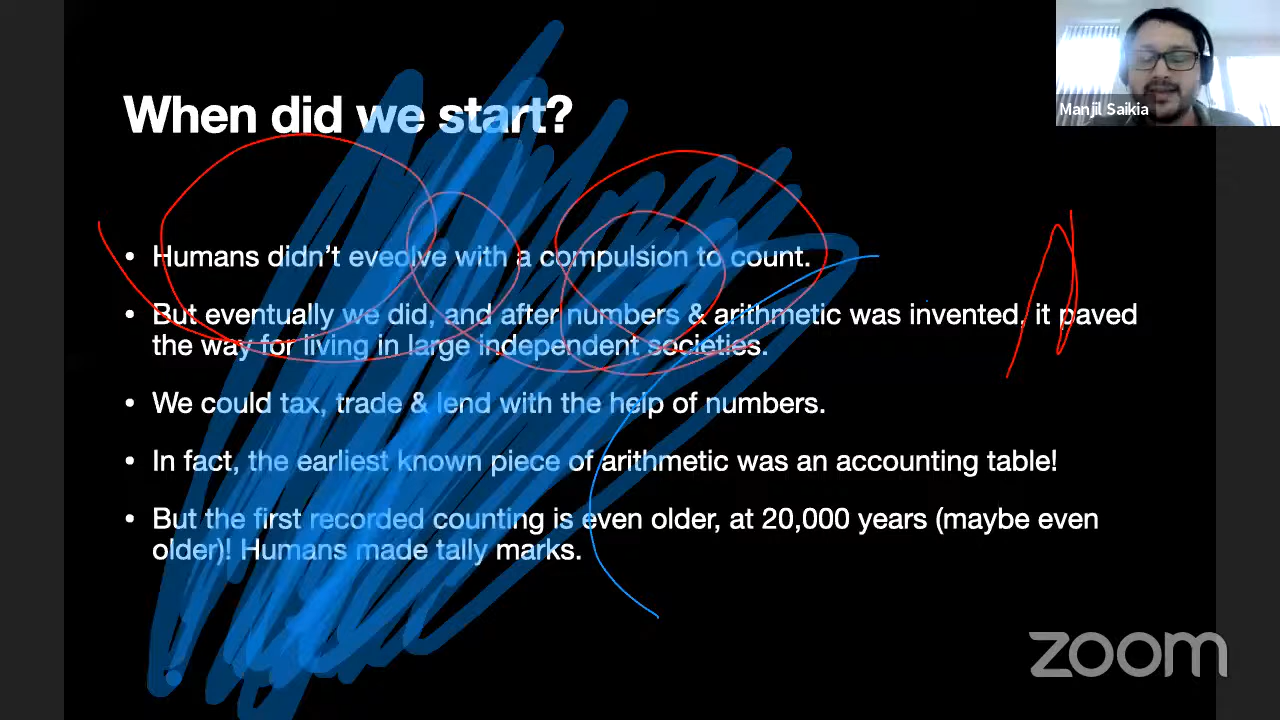 When did we start?
Manjil Saikia
• Humans didn't eveolve with a compulsion to count.
• But eventually we did, and after numbers & arithmetic was invented, it paved
the way for living in large independent societies.
• We could tax, trade & lend with the help of numbers.
• In fact, the earliest known piece of arithmetic was an accounting table!
• But the first recorded counting is even older, at 20,000 years (maybe even
older)! Humans made tally marks.
zoom